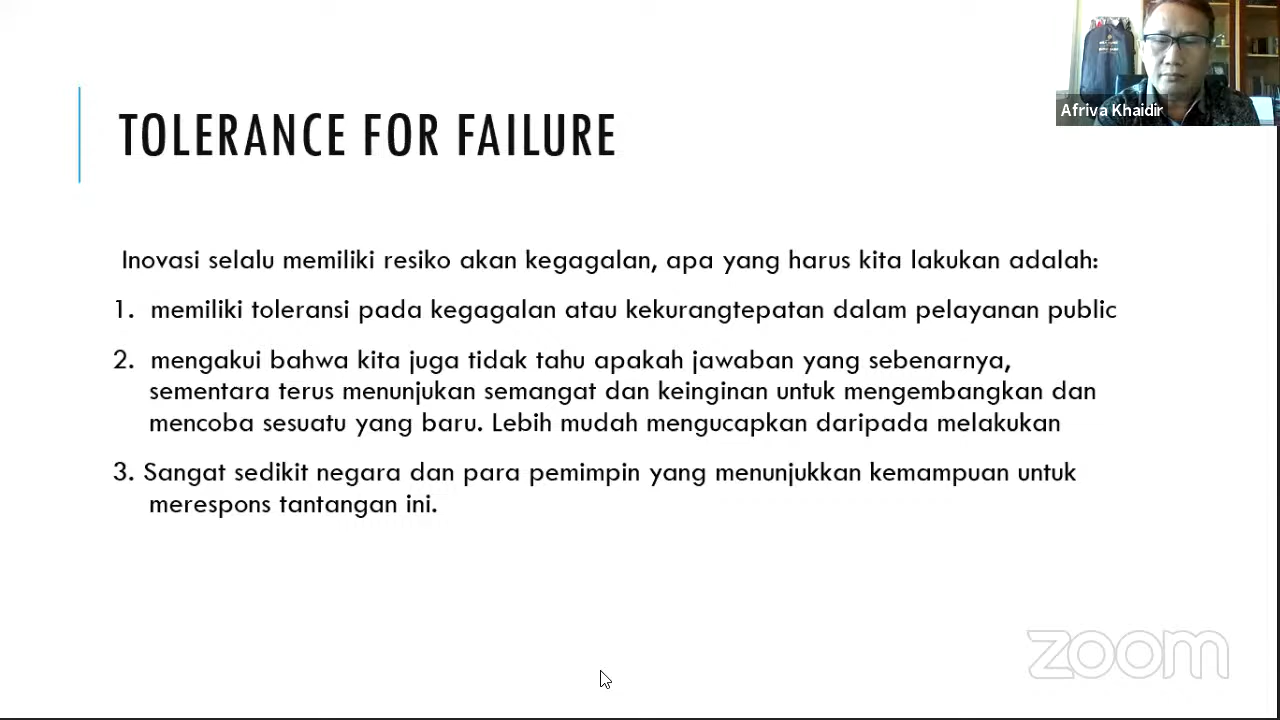 TOLERANCE FOR FAILURE
Afriva Khaidir
Inovasi selalu memiliki resiko akan kegagalan, apa yang harus kita lakukan adalah:
1. memiliki toleransi pada kegagalan atau kekurangtepatan dalam pelayanan public
2. mengakui bahwa kita juga tidak tahu apakah jawaban yang sebenarnya,
sementara terus menunjukan semangat dan keinginan untuk mengembangkan dan
mencoba sesuatu yang baru. Lebih mudah mengucapkan daripada melakukan
3. Sangat sedikit negara dan para pemimpin yang menunjukkan kemampuan untuk
merespons tantangan ini.
zoom